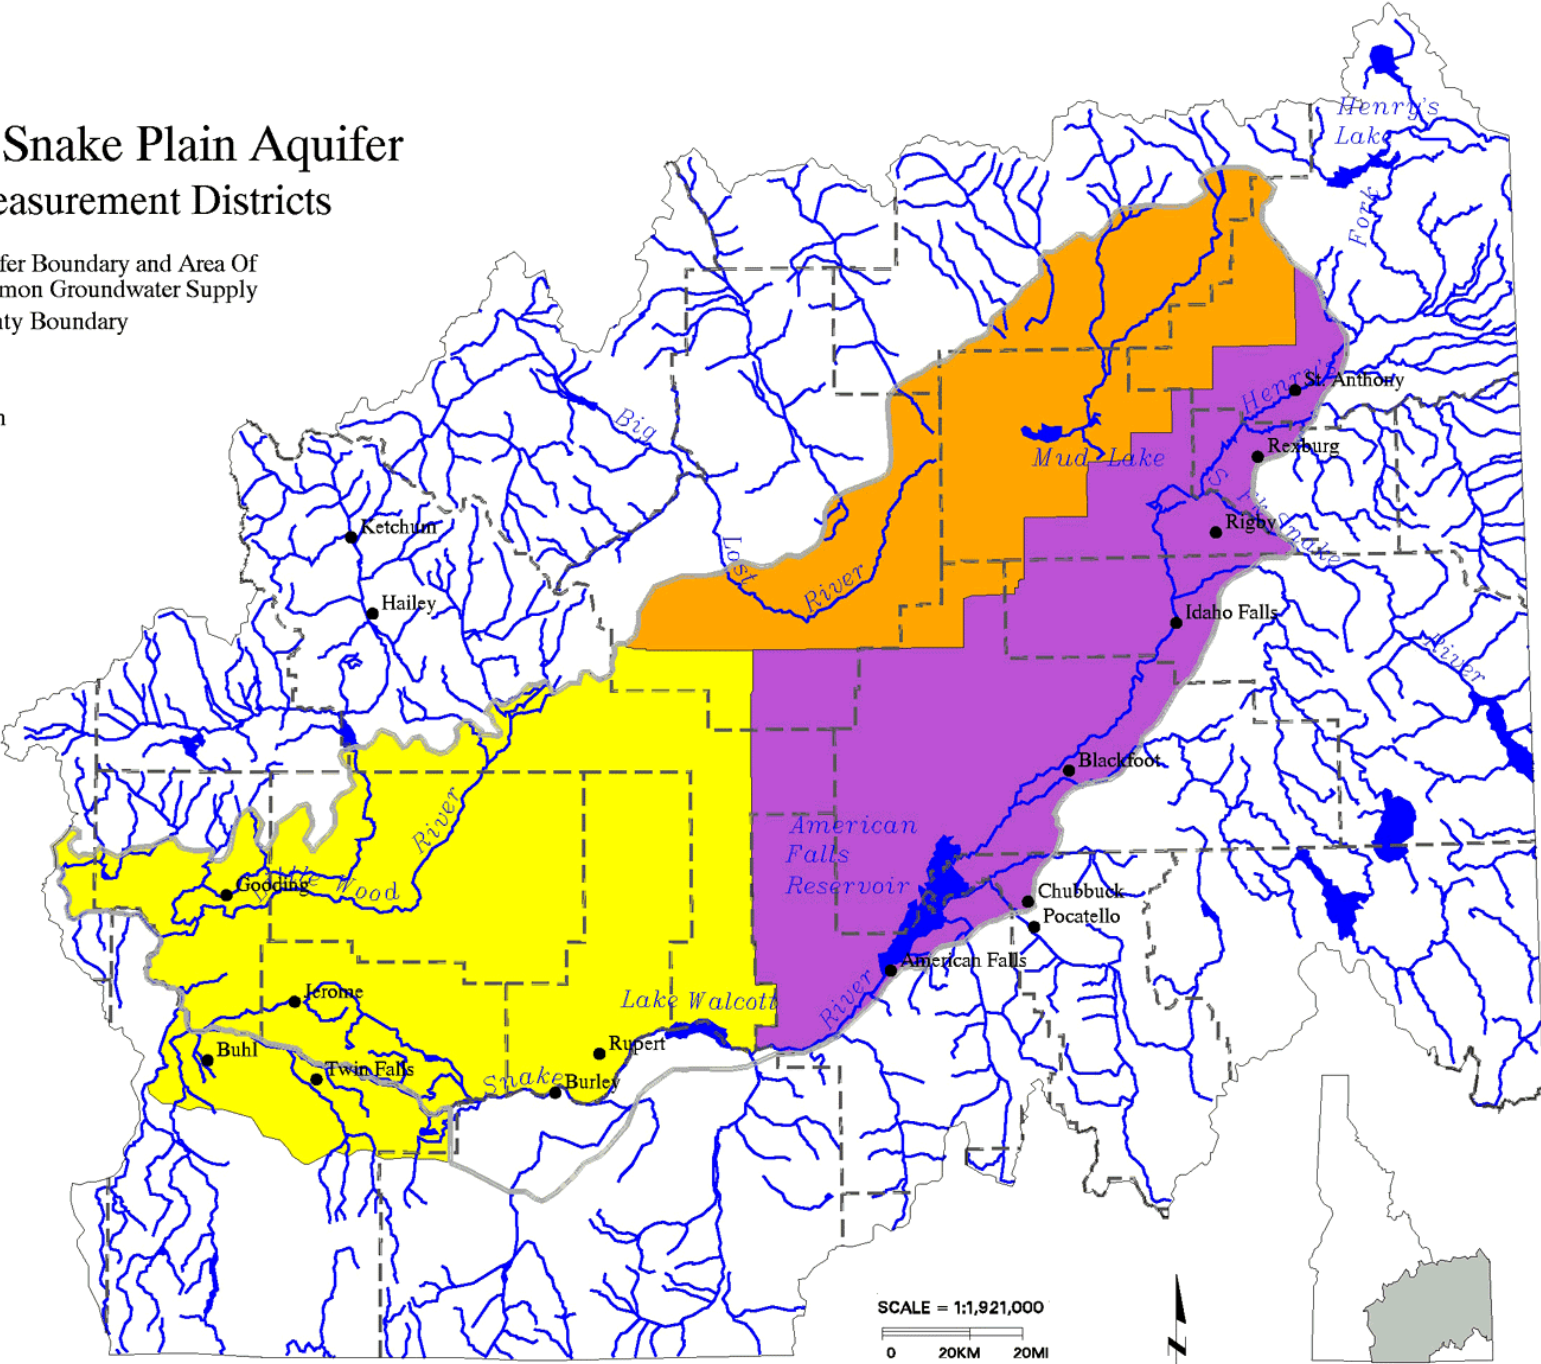 Snake Plain Aquifer
easurement Districts
fer Boundary and Area Of
mon Groundwater Supply
nty Boundary
n
Henry's
Lake
Fork
Henry's
St. Anthony
Rexburg
Big
Mud Lake
Ketchum
Rigby
Snake
Lost
River
Hailey
Idaho Falls
River
Blackfoot
River
American
Falls
Reservoir
Gooding
Little Wood
Chubbuck
Pocatello
American Falls
Jerome
Lake Walcott
River
Buhl
Rupert
Twin Falls
Snake
Burley
SCALE = 1:1,921,000
0 20KM 20MI
N